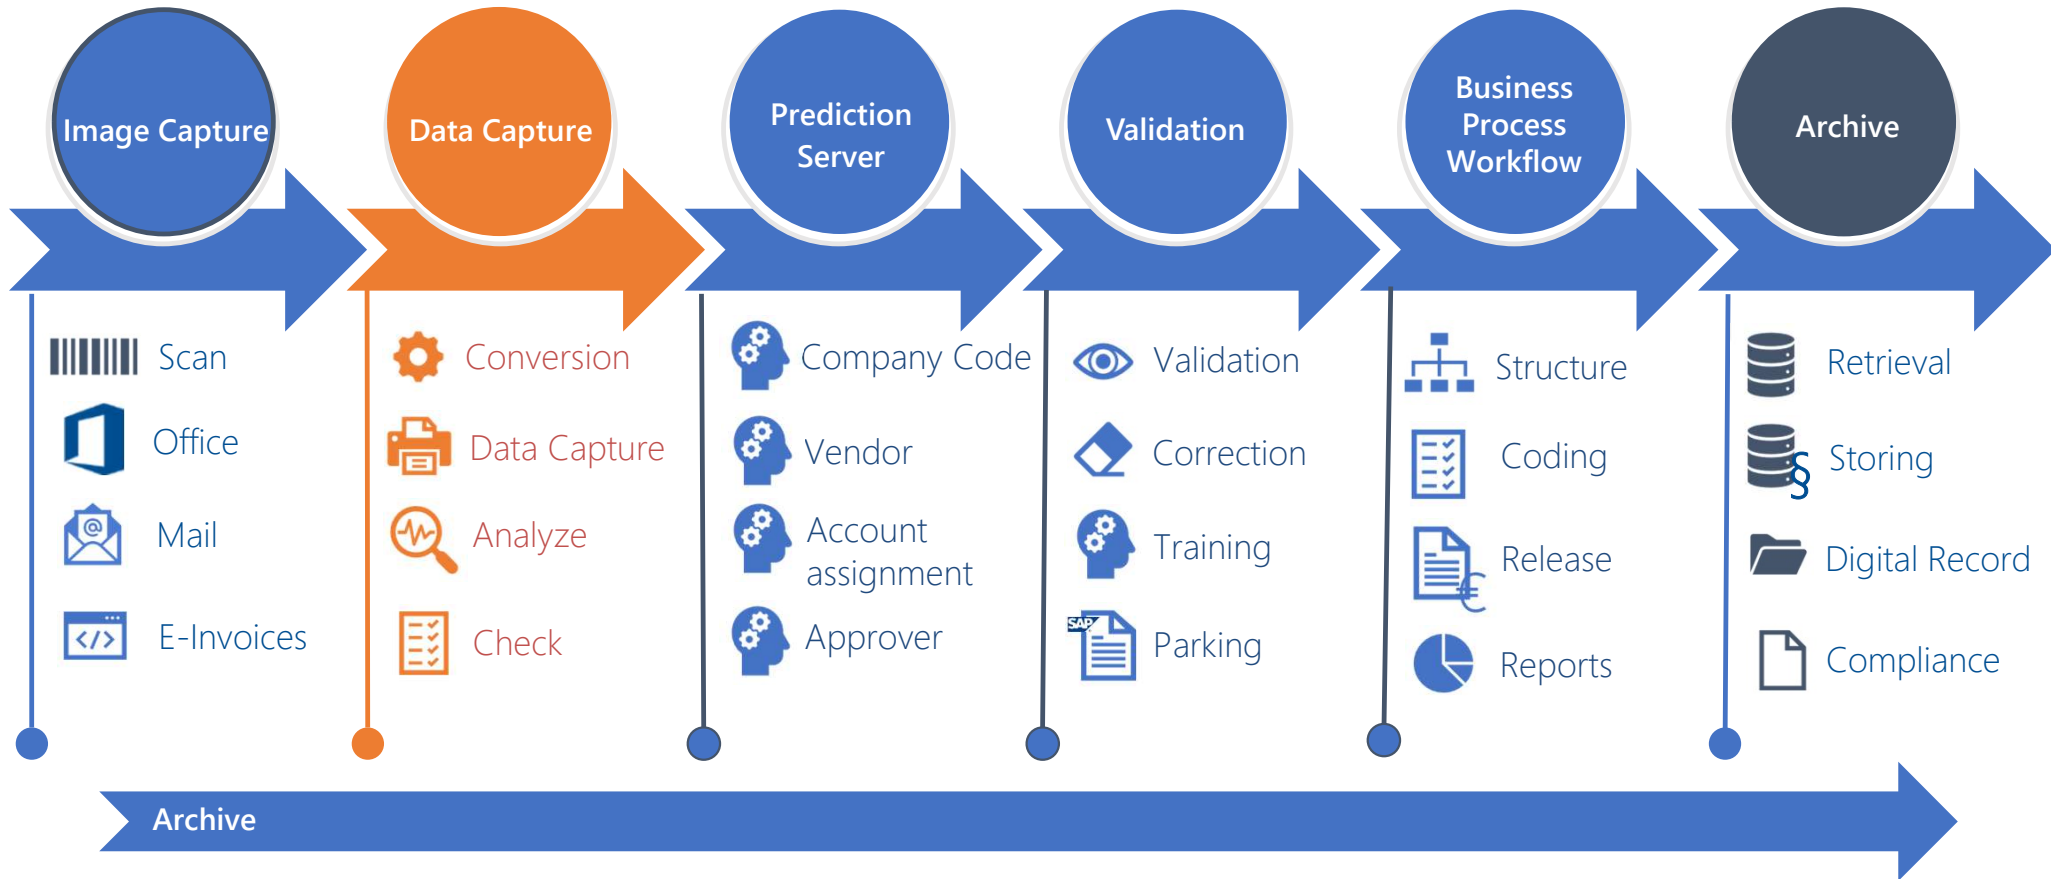 Image Capture
Data Capture
Prediction
Server
Validation
Business
Process
Workflow
Archive
Scan
Office
Mail
E-Invoices
Conversion
Data Capture
Analyze
Check
Company Code
Vendor
Account
assignment
Approver
Validation
Correction
Training
SAP
Parking
Structure
Coding
€
Release
Reports
Retrieval
§
Storing
Digital Record
Compliance
Archive